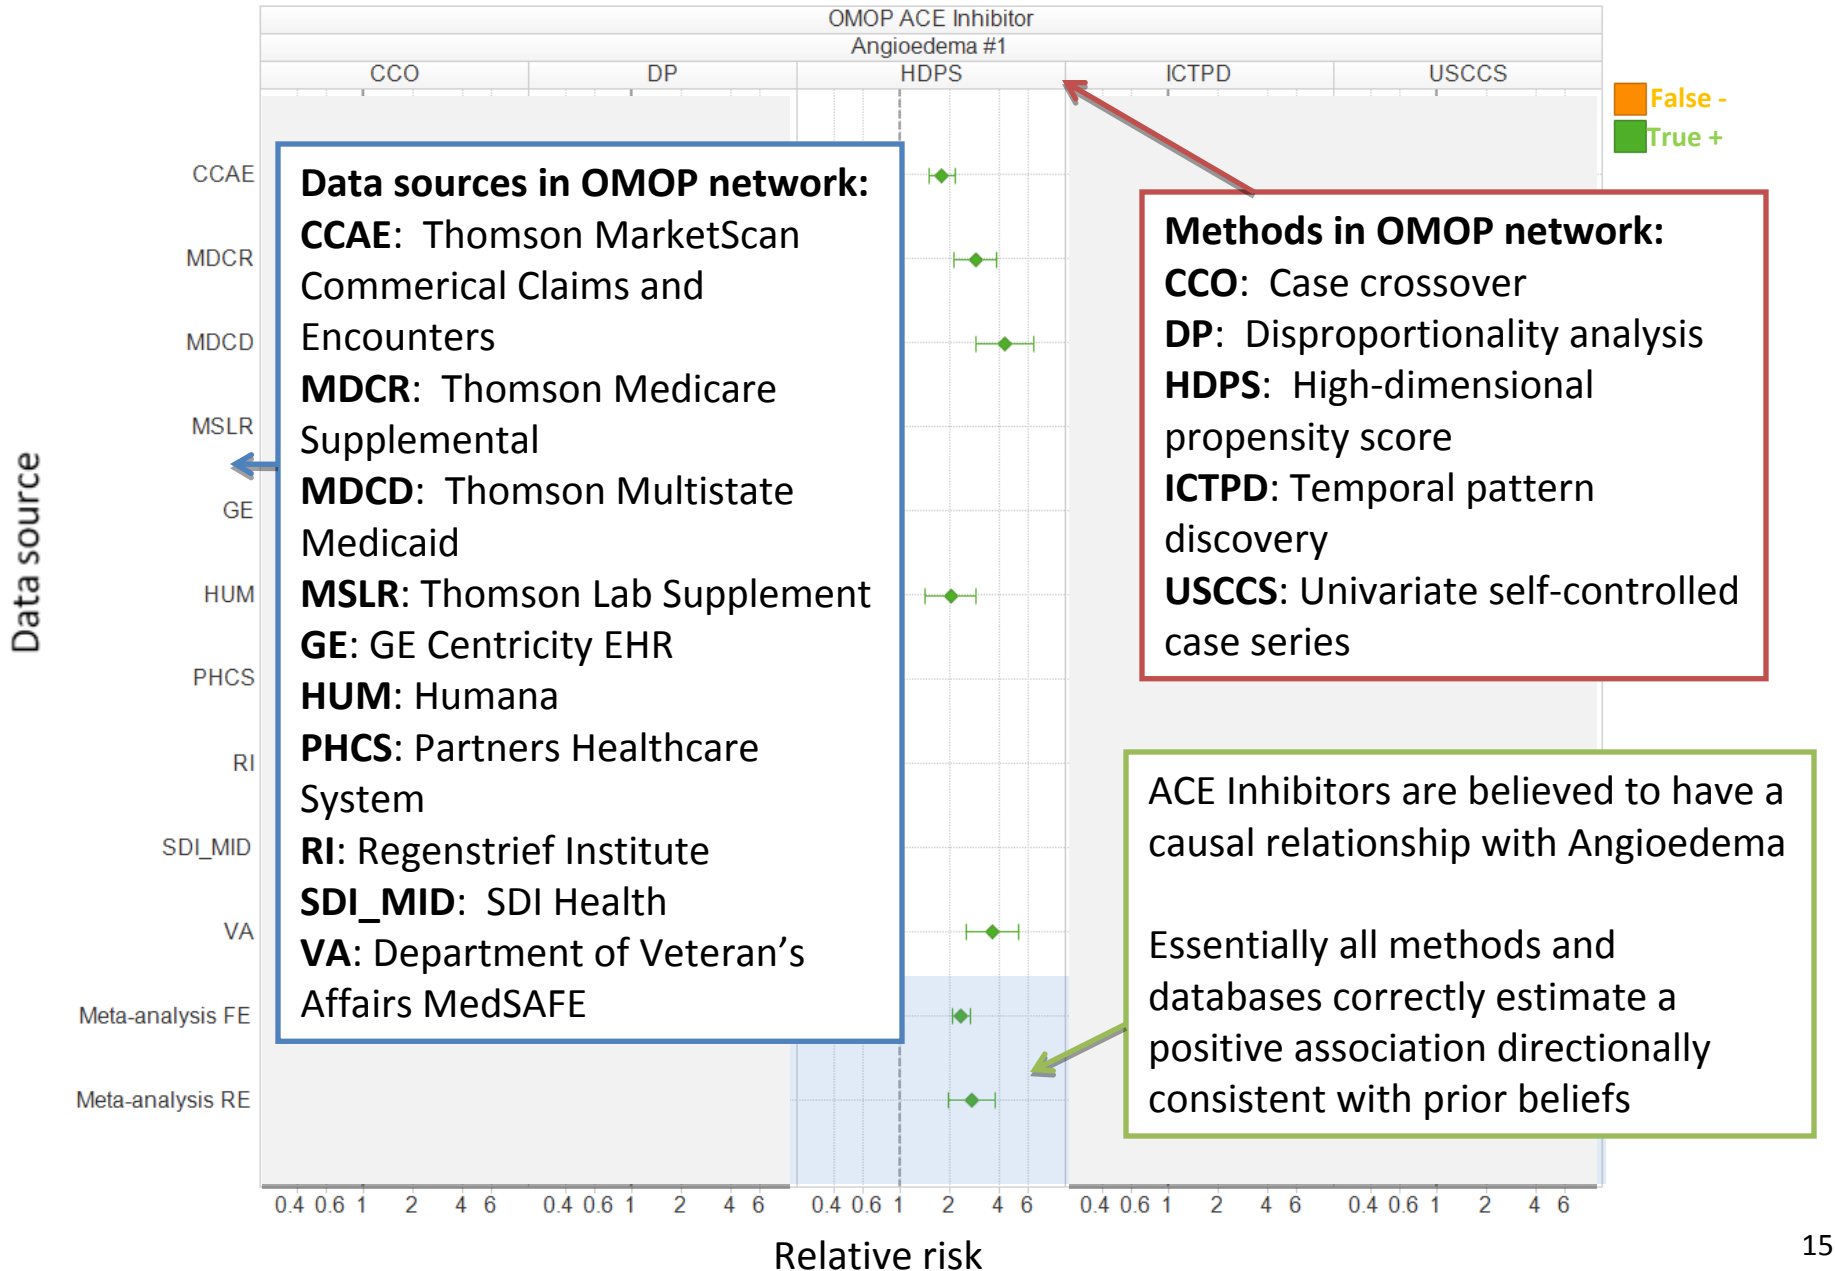 OMOP ACE Inhibitor
Angioedema #1
CCO DP HDPS ICTPD USCCS
False -
True +
Data source
CCAE
MDCR
MDCD
MSLR
GE
HUM
PHCS
RI
SDI_MID
VA
Meta-analysis FE
Meta-analysis RE
Data sources in OMOP network:
CCAE: Thomson MarketScan
Commerical Claims and
Encounters
MDCR: Thomson Medicare
Supplemental
MDCD: Thomson Multistate
Medicaid
MSLR: Thomson Lab Supplement
GE: GE Centricity EHR
HUM: Humana
PHCS: Partners Healthcare
System
RI: Regenstrief Institute
SDI_MID: SDI Health
VA: Department of Veteran's
Affairs MedSAFE
Methods in OMOP network:
CCO: Case crossover
DP: Disproportionality analysis
HDPS: High-dimensional
propensity score
ICTPD: Temporal pattern
discovery
USCCS: Univariate self-controlled
case series
ACE Inhibitors are believed to have a
causal relationship with Angioedema
Essentially all methods and
databases correctly estimate a
positive association directionally
consistent with prior beliefs
0.4 0.6 1 2 4 6 0.4 0.6 1 2 4 6 0.4 0.6 1 2 4 6 0.4 0.6 1 2 4 6 0.4 0.6 1 2 4 6
Relative risk
15